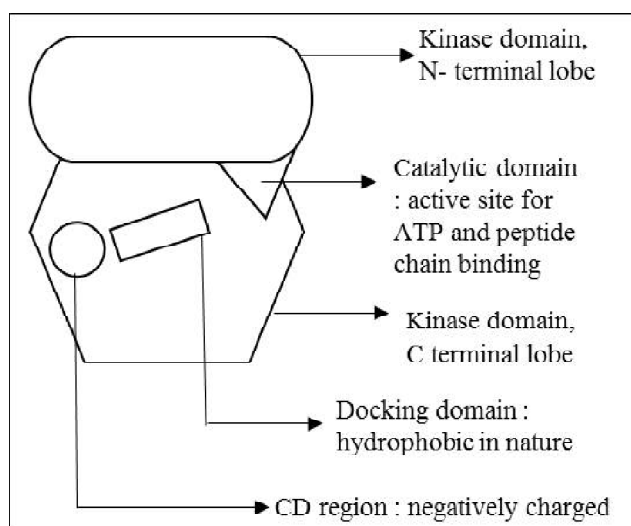 Kinase domain,
N- terminal lobe
Catalytic domain
: active site for
ATP and peptide
chain binding
Kinase domain,
C terminal lobe
Docking domain :
hydrophobic in nature
CD region : negatively charged